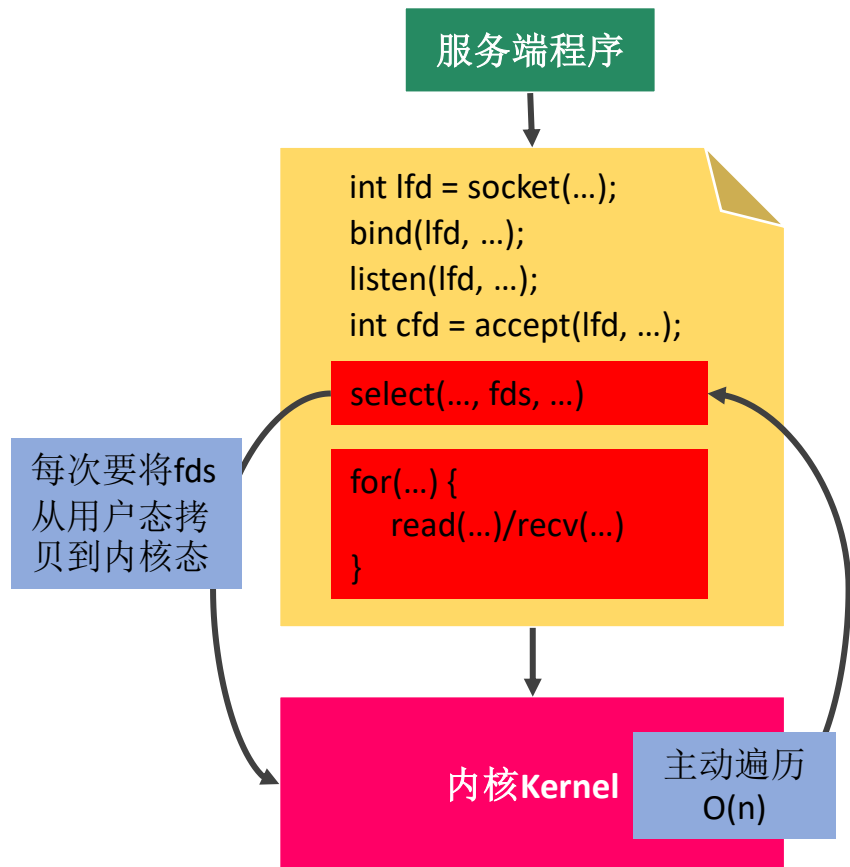 服务端程序
int lfd = socket(…);
bind(lfd, …);
listen(lfd, …);
int cfd = accept(lfd, …);
select(…, fds, …)
每次要将fds
从用户态拷
贝到内核态
for(…) {
read(…)/recv(…)
}
内核Kernel
主动遍历
O(n)